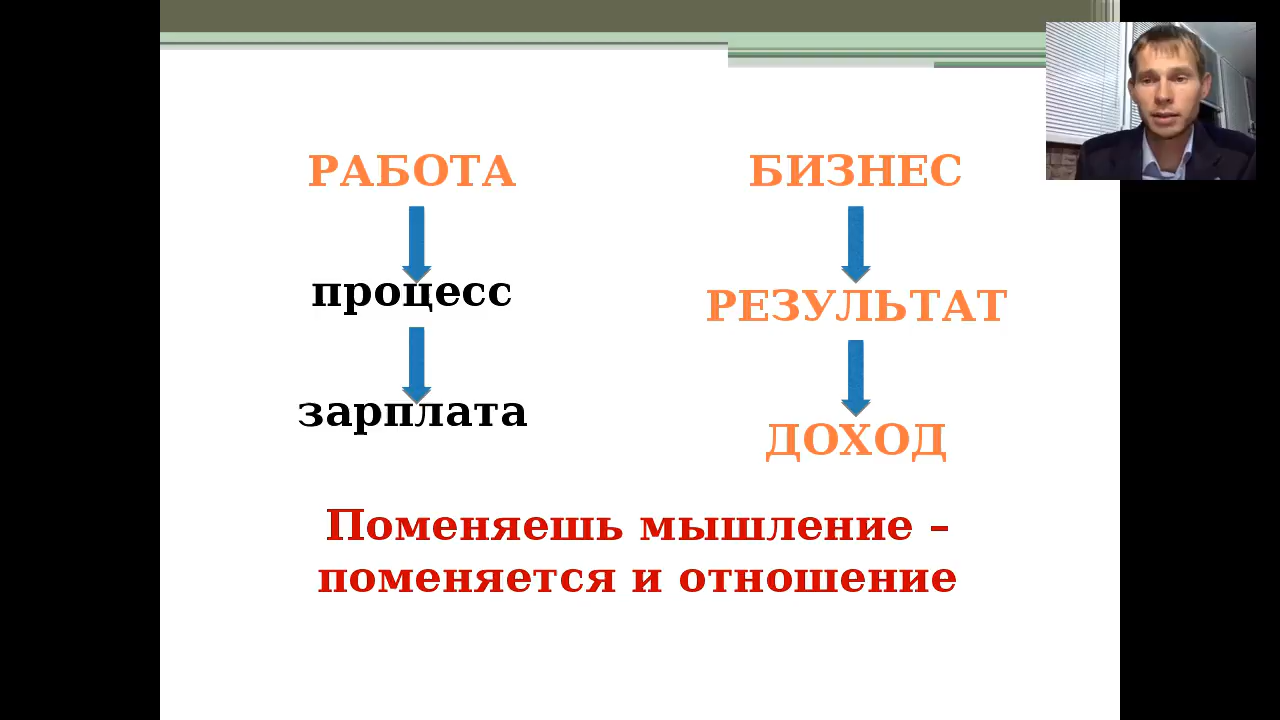 РАБОТА
процесс
зарплата
БИЗНЕС
РЕЗУЛЬТАТ
ДОХОД
Поменяешь мышление –
поменяется и отношение